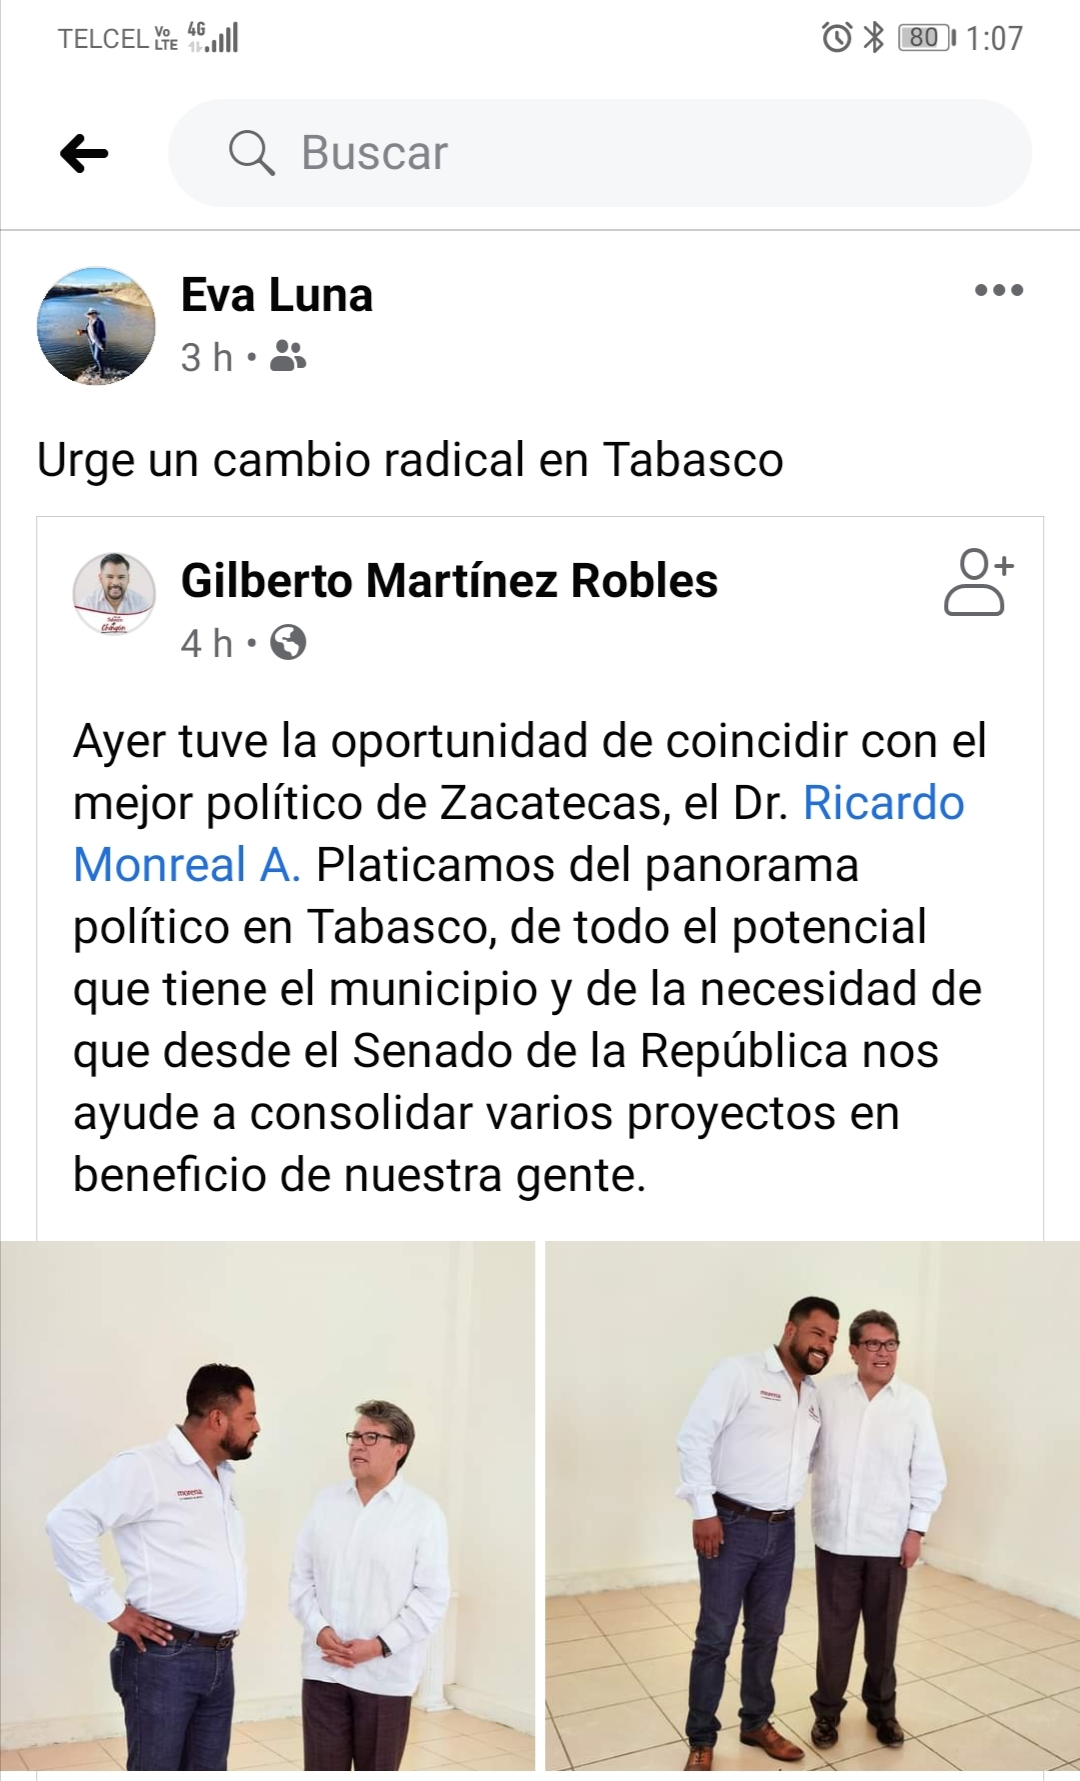 TELCEL Vo LTE 4G 80 1:07
Buscar
Eva Luna
3 h •
Urge un cambio radical en Tabasco
Gilberto Martínez Robles
4 h •
Ayer tuve la oportunidad de coincidir con el
mejor político de Zacatecas, el Dr. Ricardo
Monreal A. Platicamos del panorama
político en Tabasco, de todo el potencial
que tiene el municipio y de la necesidad de
que desde el Senado de la República nos
ayude a consolidar varios proyectos en
beneficio de nuestra gente.
morena
morena